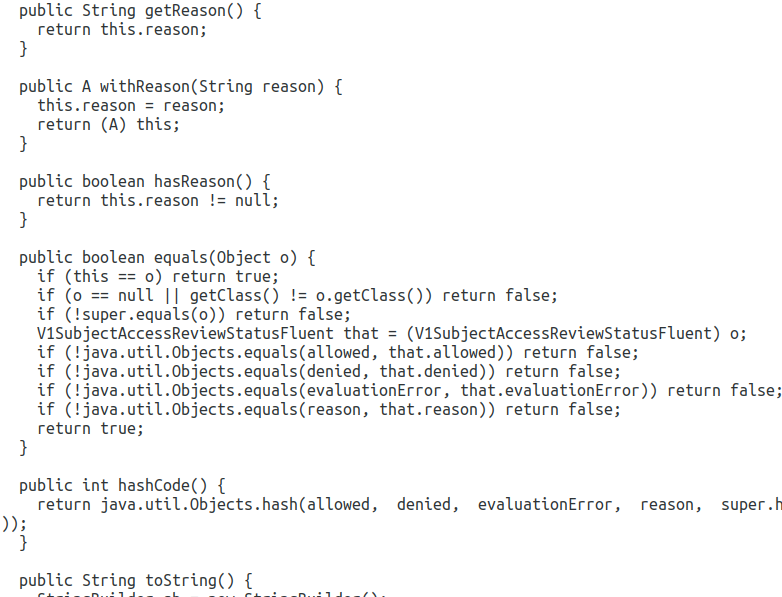 public String getReason() {
return this.reason;
}
public A withReason(String reason) {
this.reason = reason;
return (A) this;
}
public boolean hasReason() {
return this.reason != null;
}
public boolean equals(Object o) {
if (this == o) return true;
if (o == null || getClass() != o.getClass()) return false;
if (!super.equals(o)) return false;
V1SubjectAccessReviewStatusFluent that = (V1SubjectAccessReviewStatusFluent) o;
if (!java.util.Objects.equals(allowed, that.allowed)) return false;
if (!java.util.Objects.equals(denied, that.denied)) return false;
if (!java.util.Objects.equals(evaluationError, that.evaluationError)) return false;
if (!java.util.Objects.equals(reason, that.reason)) return false;
return true;
}
public int hashCode() {
return java.util.Objects.hash(allowed,  denied,  evaluationError,  reason,  super.h
));
}
public String toString() {
StringBuilder sb = new StringBuilder();